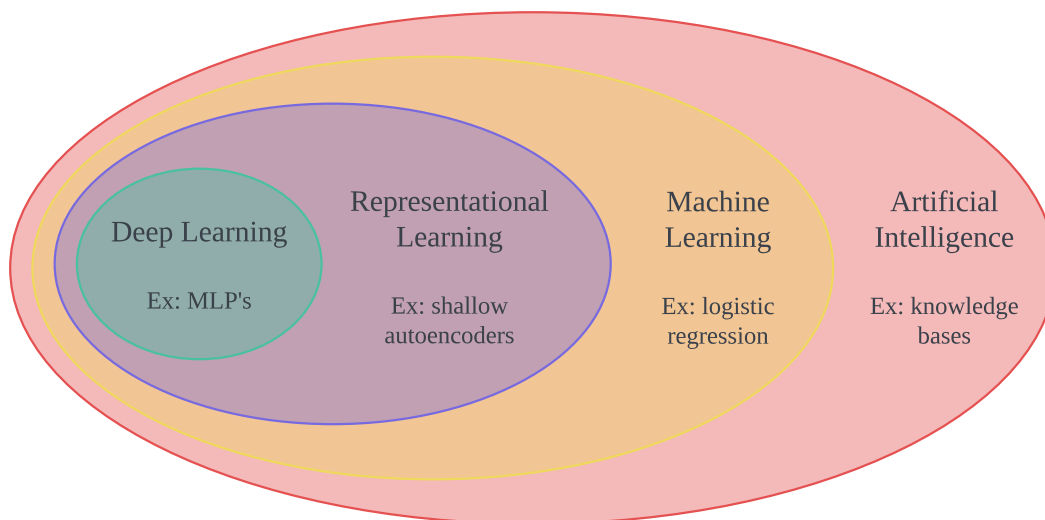 Deep Learning
Ex: MLP's
Representational
Learning
Ex: shallow
autoencoders
Machine
Learning
Ex: logistic
regression
Artificial
Intelligence
Ex: knowledge
bases